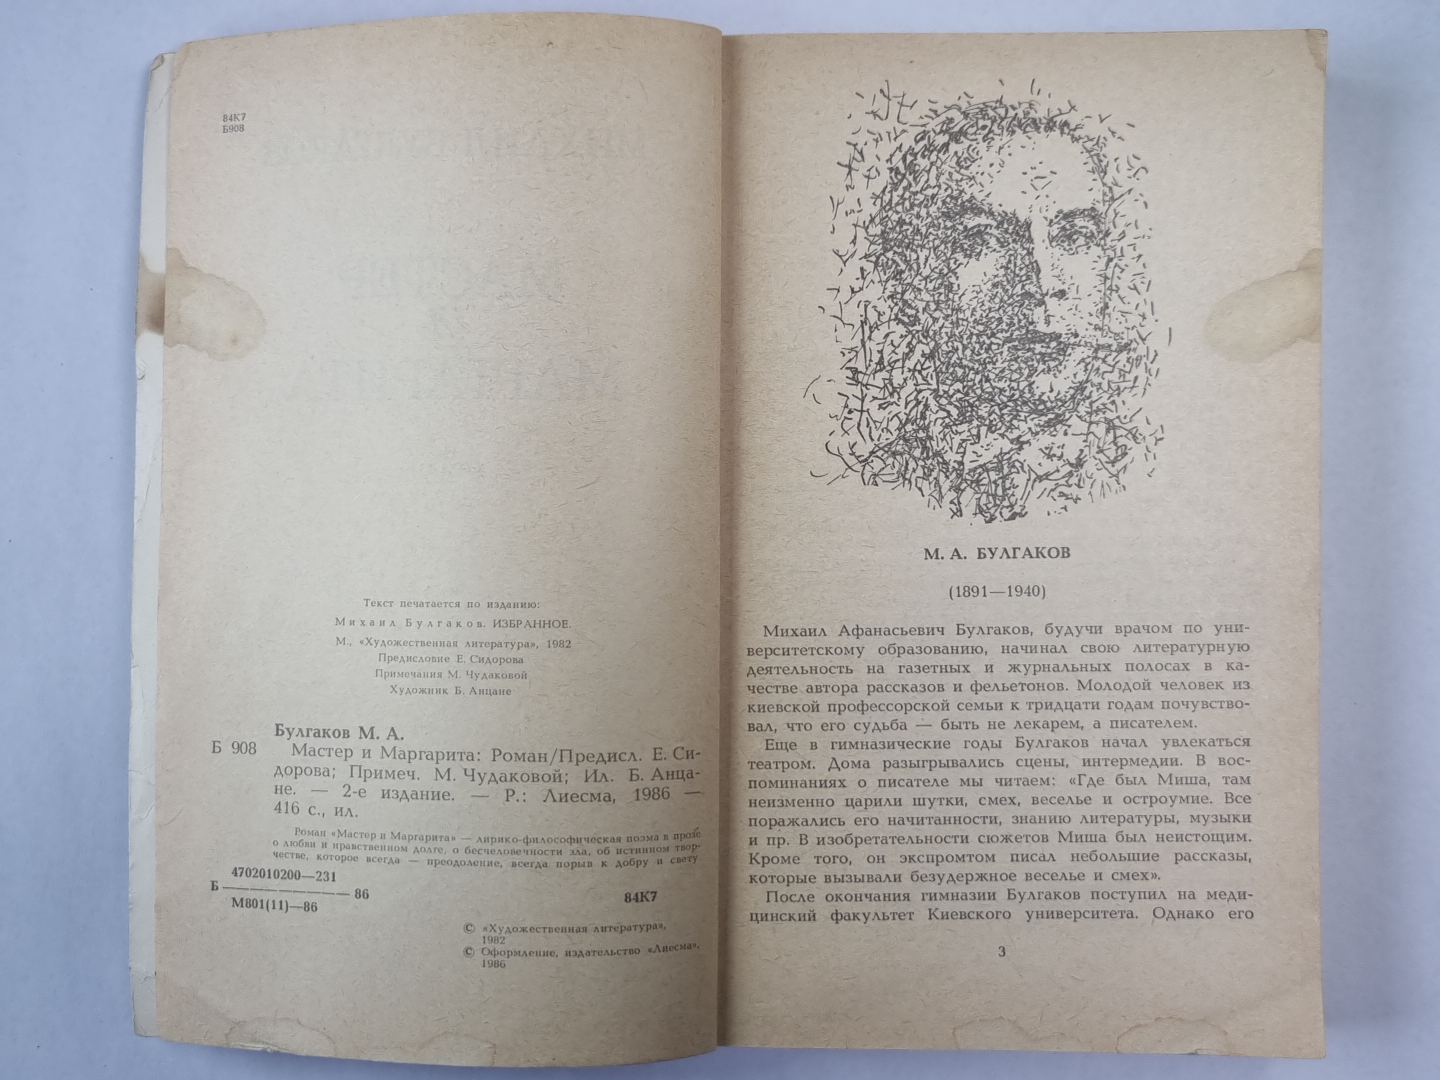 84К7
Б908
Текст печатается по изданию:
Михаил Булгаков. ИЗБРАННОЕ.
М., «Художественная литература», 1982
Предисловие Е. Сидорова
Примечания М. Чудаковой
Художник Б. Анцане
Булгаков М. А.
Б 908 Мастер и Маргарита: Роман/Предисл. Е. Си-
дорова; Примеч. М. Чудаковой; Ил. Б. Анца-
не. — 2-е издание. — Р.: Лиесма, 1986 —
416 с., ил.
Роман «Мастер и Маргарита» — лирико-философическая поэма в прозе
о любви и нравственном долге, о бесчеловечности зла, об истинном твор-
честве, которое всегда — преодоление, всегда порыв к добру и свету
4702010200—231
Б ———————— 86
М801(11)—86
84К7
© «Художественная литература»,
1982
© Оформление, издательство «Лиесма»,
1986
М. А. БУЛГАКОВ
(1891—1940)
Михаил Афанасьевич Булгаков, будучи врачом по уни-
верситетскому образованию, начинал свою литературную
деятельность на газетных и журнальных полосах в ка-
честве автора рассказов и фельетонов. Молодой человек из
киевской профессорской семьи к тридцати годам почувство-
вал, что его судьба — быть не лекарем, а писателем.
Еще в гимназические годы Булгаков начал увлекаться
театром. Дома разыгрывались сцены, интермедии. В вос-
поминаниях о писателе мы читаем: «Где был Миша, там
неизменно царили шутки, смех, веселье и остроумие. Все
поражались его начитанности, знанию литературы, музыки
и пр. В изобретательности сюжетов Миша был неистощим.
Кроме того, он экспромтом писал небольшие рассказы,
которые вызывали безудержное веселье и смех».
После окончания гимназии Булгаков поступил на меди-
цинский факультет Киевского университета. Однако его
3